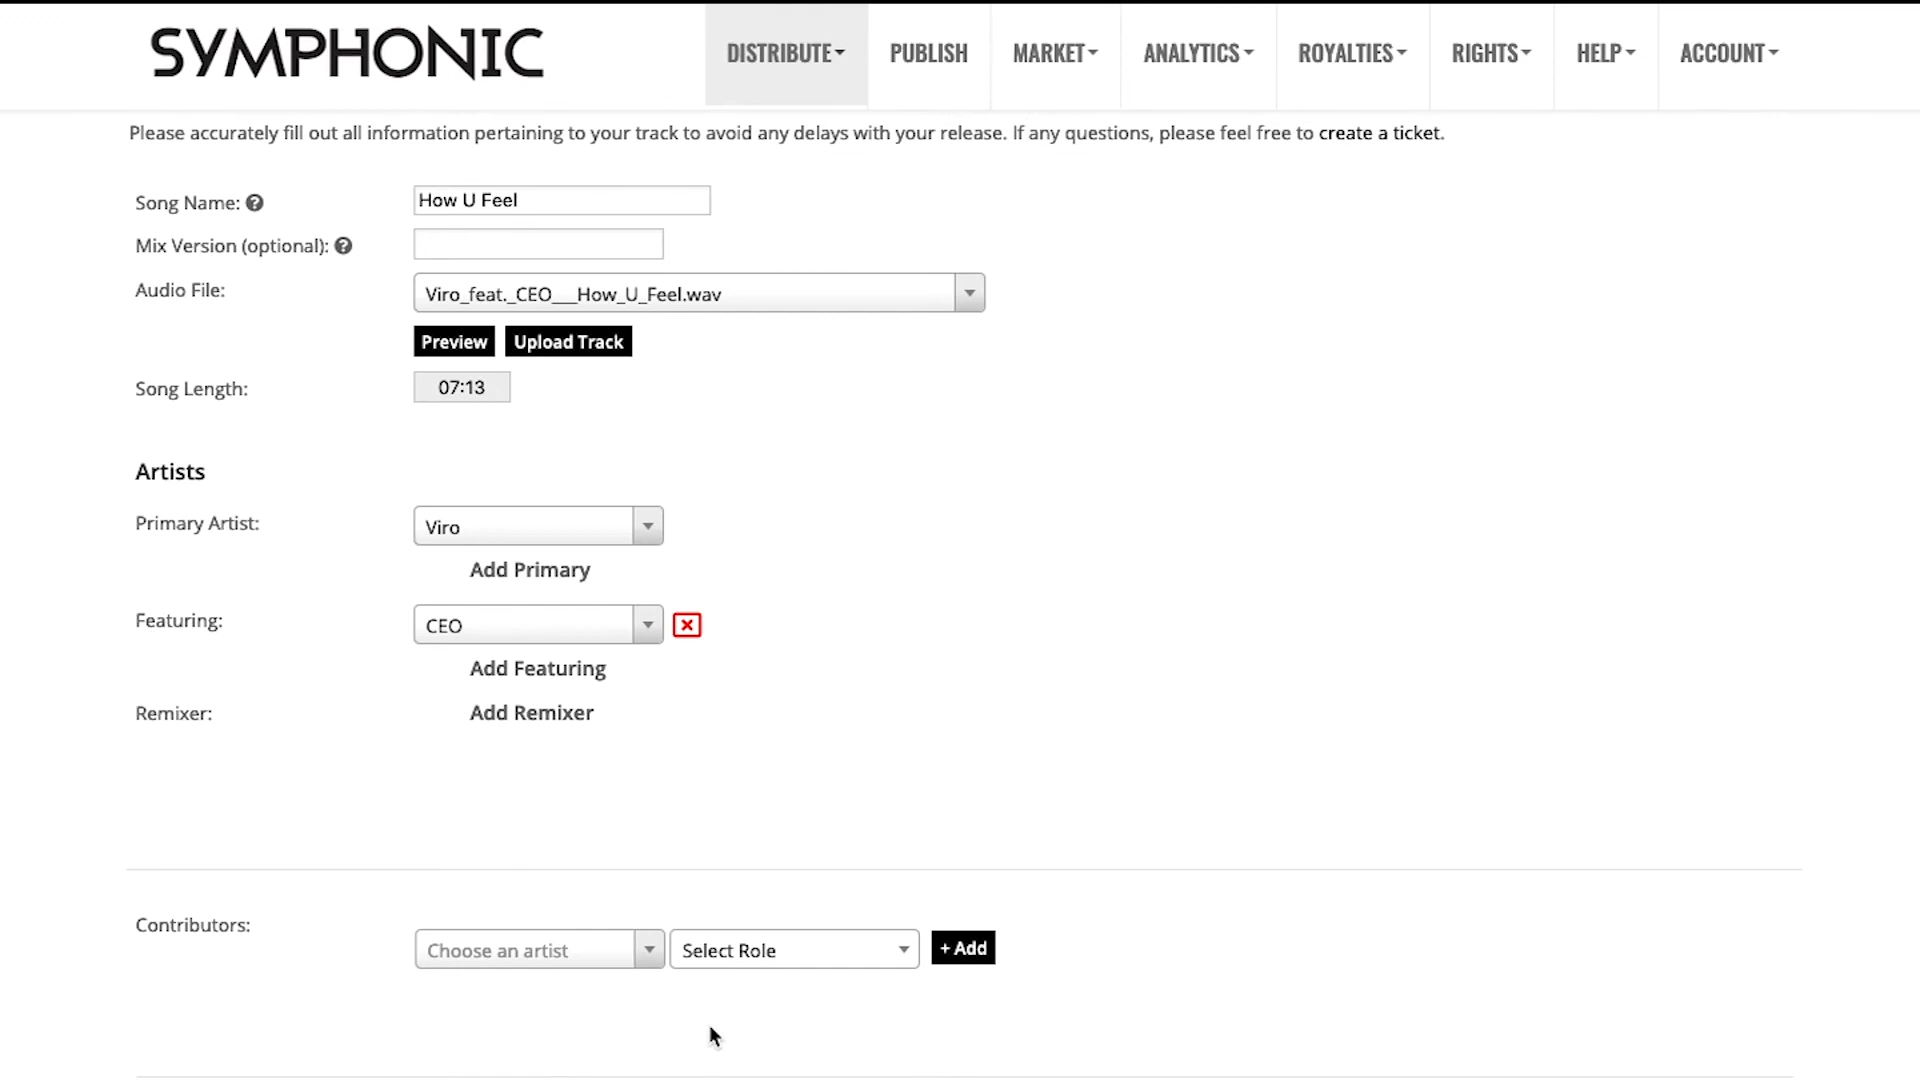 SYMPHONIC
DISTRIBUTE PUBLISH MARKET ANALYTICS ROYALTIES RIGHTS HELP ACCOUNT
Please accurately fill out all information pertaining to your track to avoid any delays with your release. If any questions, please feel free to create a ticket.
Song Name: ? How U Feel
Mix Version (optional): ?
Audio File: Viro_feat._CEO___How_U_Feel.wav
Preview Upload Track
Song Length: 07:13
Artists
Primary Artist: Viro
Add Primary
Featuring: CEO
Add Featuring
Remixer: Add Remixer
Contributors:
Choose an artist Select Role + Add